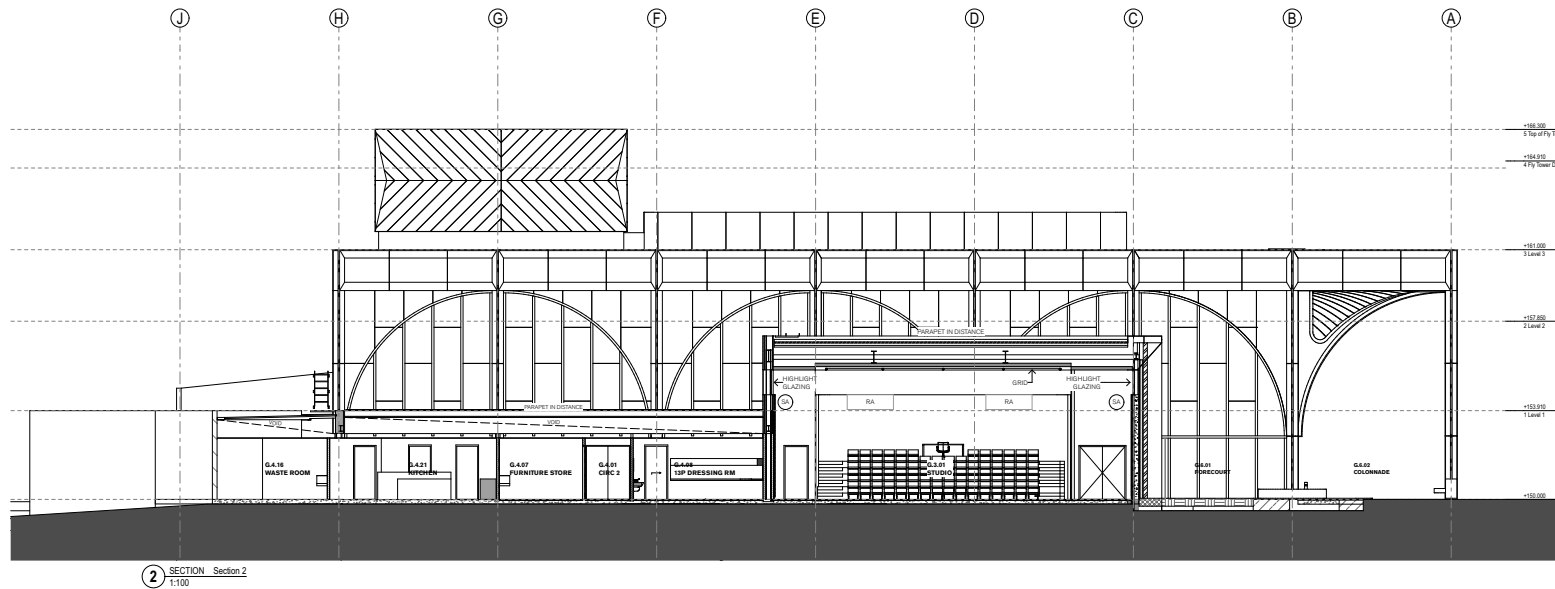 J H G F E D C B A
+166.300
5 Top of Fly T
+164.910
4 Fly Tower D
+161.000
3 Level 3
+157.850
2 Level 2
PARAPET IN DISTANCE
HIGHLIGHT
GLAZING
GRID
HIGHLIGHT
GLAZING
SA
RA
RA
SA
PARAPET IN DISTANCE
+153.910
1 Level 1
VOID
VOID
G.4.16
WASTE ROOM
G.4.21
KITCHEN
G.4.07
FURNITURE STORE
G.4.01
CIRC 2
G.4.08
13P DRESSING RM
G.3.01
STUDIO
G.6.01
FORECOURT
G.6.02
COLONNADE
+150.000
2 SECTION Section 2
1:100